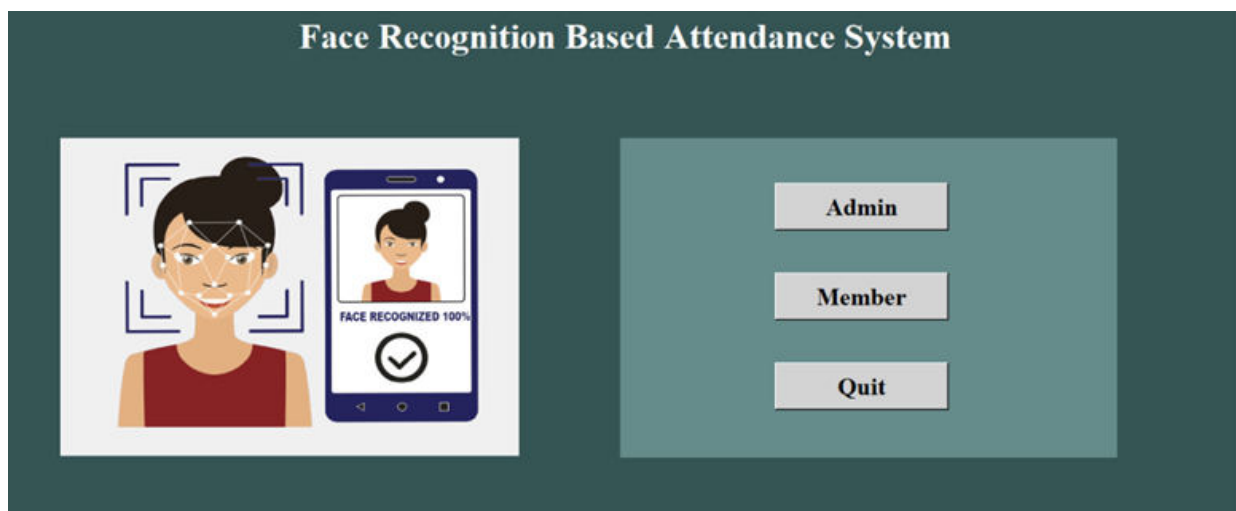 Face Recognition Based Attendance System
FACE RECOGNIZED 100%
Admin
Member
Quit